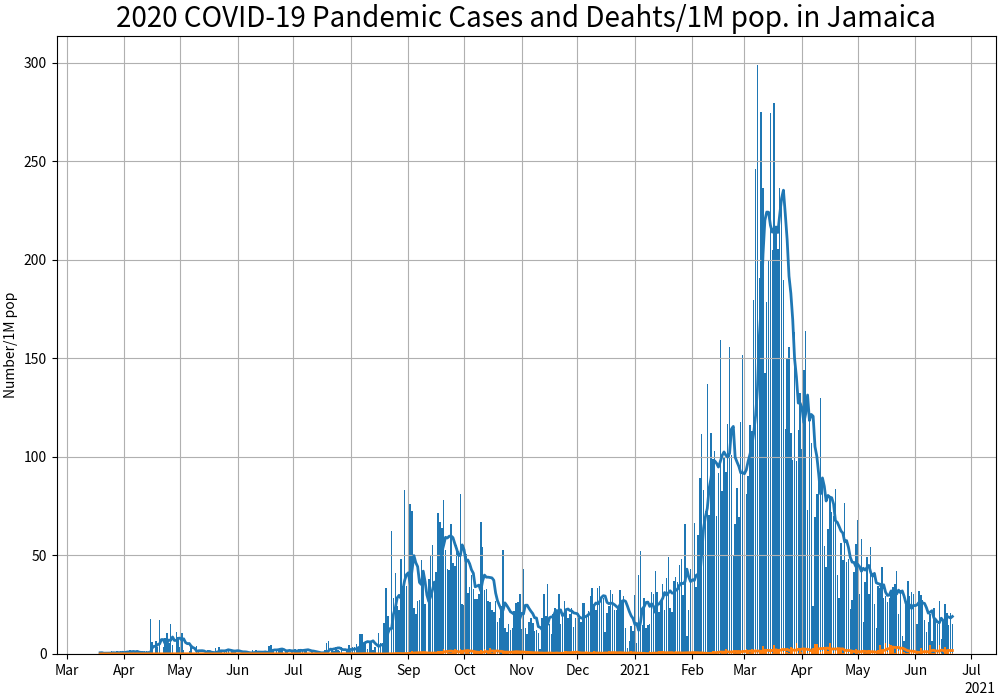 2020 COVID-19 Pandemic Cases and Deahts/1M pop. in Jamaica
Number/1M pop
300
250
200
150
100
50
0
Mar Apr May Jun Jul Aug Sep Oct Nov Dec 2021 Feb Mar Apr May Jun Jul
2021